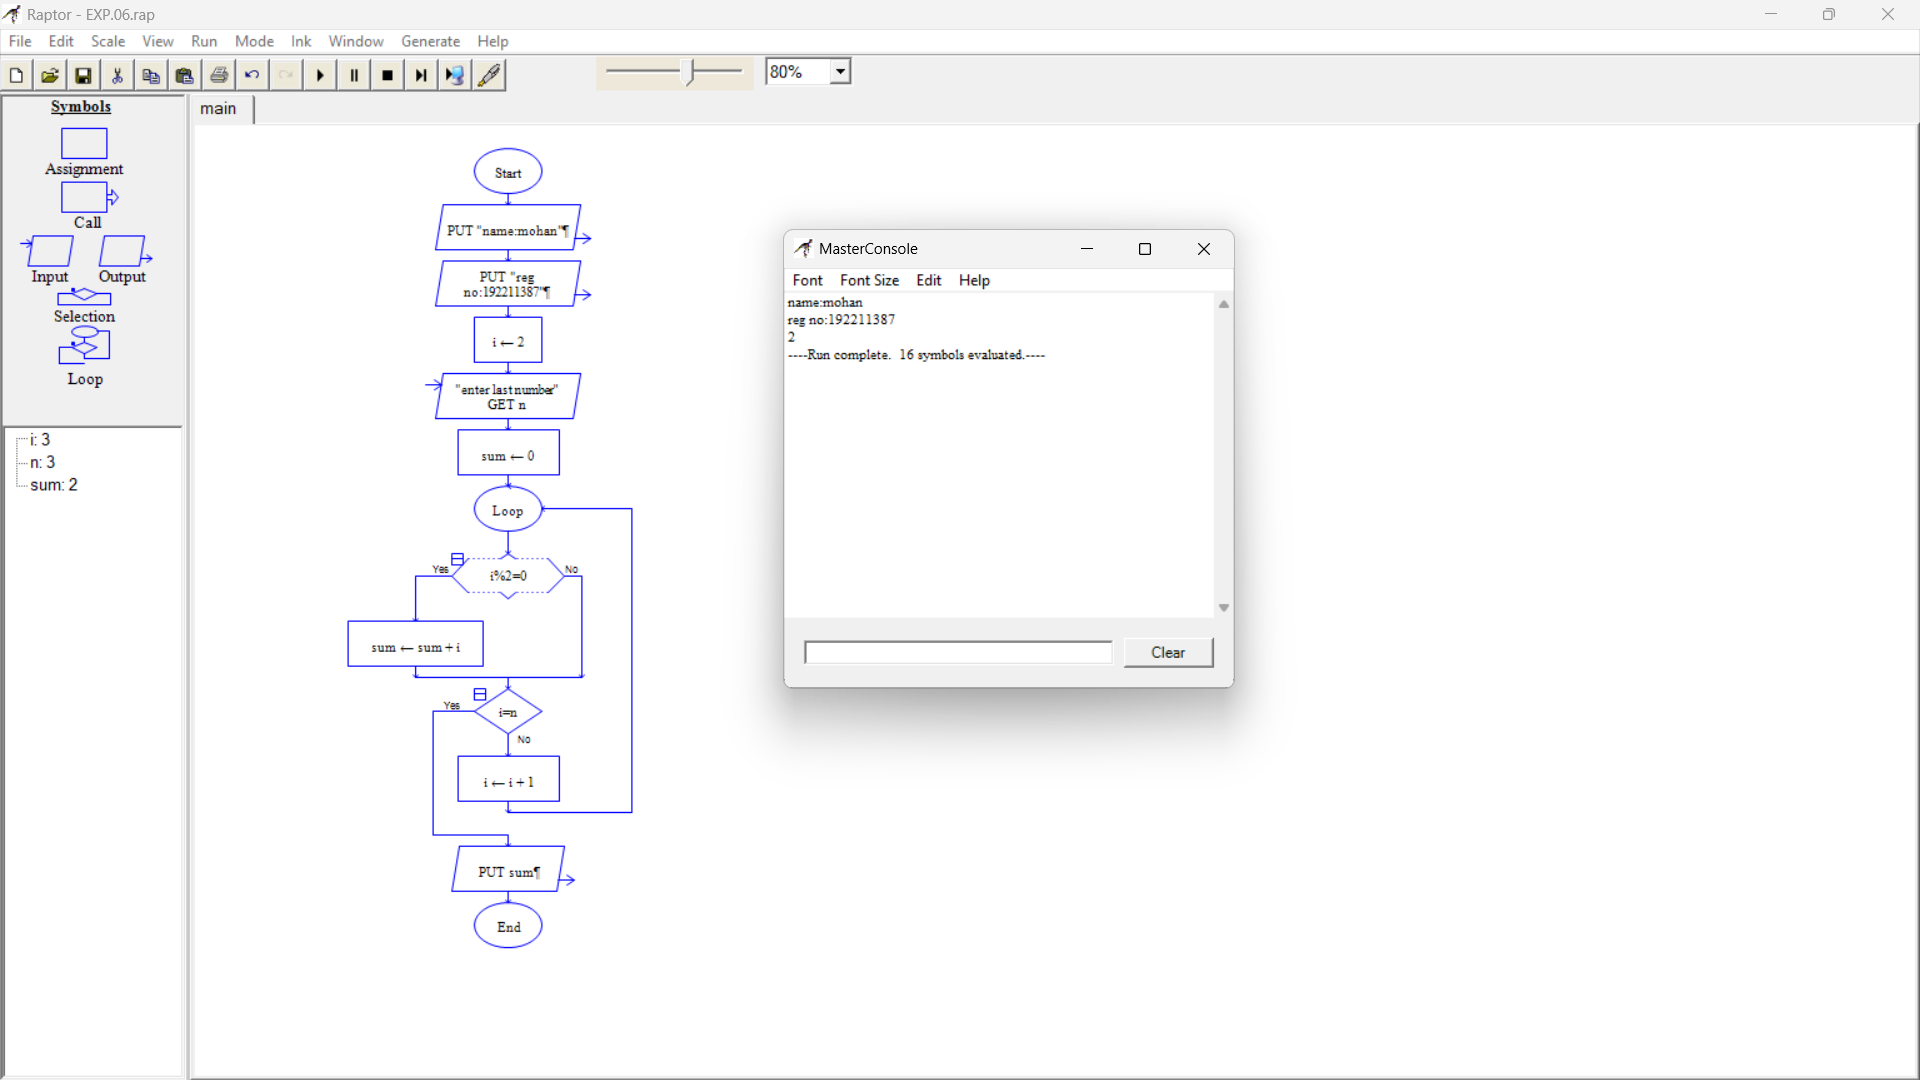 Raptor - EXP.06.rap
File Edit Scale View Run Mode Ink Window Generate Help
80%
Symbols
Assignment
Call
Input Output
Selection
Loop
i: 3
n: 3
sum: 2
main
Start
PUT "name:mohan"¶
PUT "reg
no:192211387"¶
i ← 2
"enter last number"
GET n
sum ← 0
Loop
Yes
i%2=0
No
sum ← sum + i
Yes
i=n
No
i ← i + 1
PUT sum¶
End
MasterConsole
Font Font Size Edit Help
name:mohan
reg no:192211387
2
----Run complete.  16 symbols evaluated.----
Clear